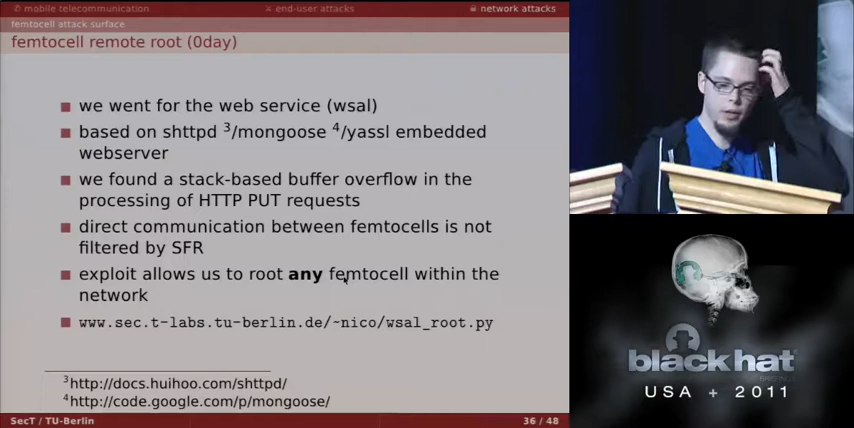 ✆ mobile telecommunication
⚔ end-user attacks
☠ network attacks
femtocell attack surface
femtocell remote root (0day)
■ we went for the web service (wsal)
■ based on shttpd 3/mongoose 4/yassl embedded
webserver
■ we found a stack-based buffer overflow in the
processing of HTTP PUT requests
■ direct communication between femtocells is not
filtered by SFR
■ exploit allows us to root any femtocell within the
network
■ www.sec.t-labs.tu-berlin.de/~nico/wsal_root.py
3http://docs.huihoo.com/shttpd/
4http://code.google.com/p/mongoose/
SecT / TU-Berlin
36 / 48
black hat
USA + 2011